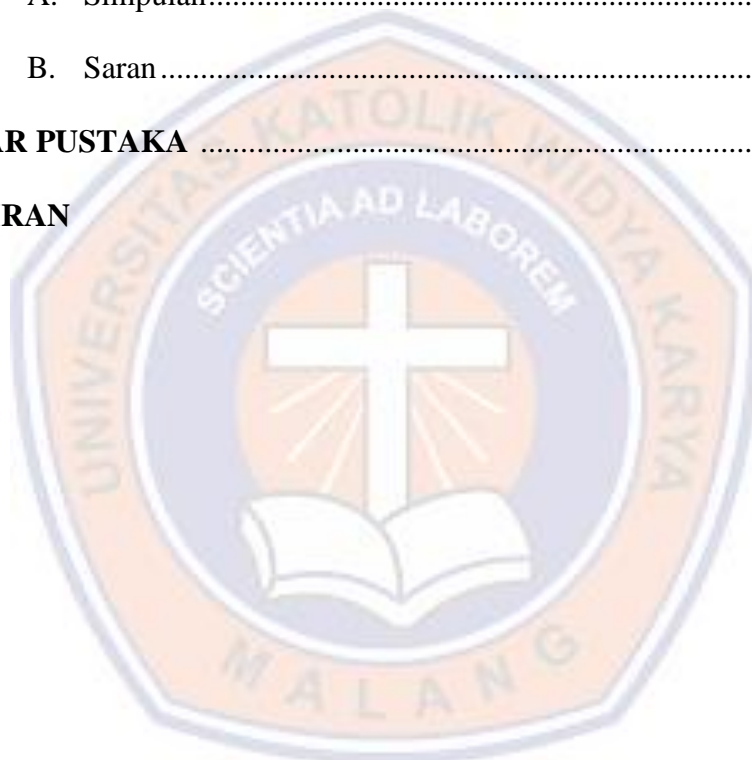 A. Simpulan
B. Saran
AR PUSTAKA
RAN
UNIVERSITAS KATOLIK WIDYA KARYA
SCIENTIA AD LABOREM
MALANG